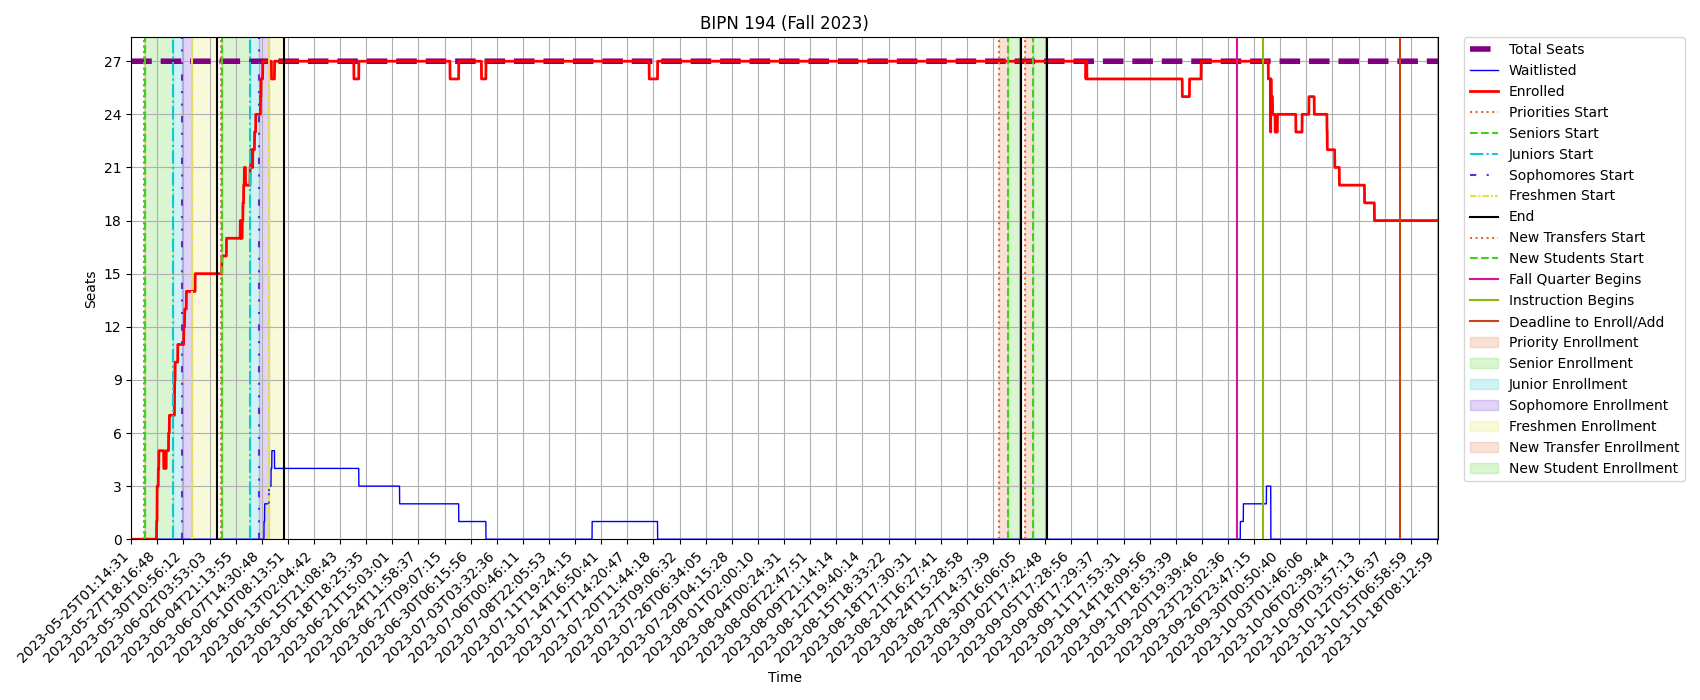 BIPN 194 (Fall 2023)
27
24
21
18
15
12
9
6
3
0
Seats
2023-05-25T01:14:31
2023-05-27T18:16:48
2023-05-30T10:56:12
2023-06-02T03:53:03
2023-06-04T21:13:55
2023-06-07T14:30:48
2023-06-10T08:13:51
2023-06-13T02:04:42
2023-06-15T21:08:43
2023-06-18T18:25:35
2023-06-21T15:03:01
2023-06-24T11:58:37
2023-06-27T09:07:15
2023-06-30T06:15:56
2023-07-03T03:32:36
2023-07-06T00:46:11
2023-07-08T22:05:53
2023-07-11T19:24:15
2023-07-14T16:50:41
2023-07-17T14:20:47
2023-07-20T11:44:18
2023-07-23T09:06:32
2023-07-26T06:34:05
2023-07-29T04:15:28
2023-08-01T02:00:10
2023-08-04T00:24:31
2023-08-06T22:47:51
2023-08-09T21:14:14
2023-08-12T19:40:14
2023-08-15T18:33:22
2023-08-18T17:30:31
2023-08-21T16:27:41
2023-08-24T15:28:58
2023-08-27T14:37:39
2023-08-30T16:06:05
2023-09-02T17:42:48
2023-09-05T17:28:56
2023-09-08T17:29:37
2023-09-11T17:53:31
2023-09-14T18:09:56
2023-09-17T18:53:39
2023-09-20T19:39:46
2023-09-23T23:02:36
2023-09-26T23:47:15
2023-09-30T00:50:40
2023-10-03T01:46:06
2023-10-06T02:39:44
2023-10-09T03:57:13
2023-10-12T05:16:37
2023-10-15T06:58:59
2023-10-18T08:12:59
Time
Total Seats
Waitlisted
Enrolled
Priorities Start
Seniors Start
Juniors Start
Sophomores Start
Freshmen Start
End
New Transfers Start
New Students Start
Fall Quarter Begins
Instruction Begins
Deadline to Enroll/Add
Priority Enrollment
Senior Enrollment
Junior Enrollment
Sophomore Enrollment
Freshmen Enrollment
New Transfer Enrollment
New Student Enrollment